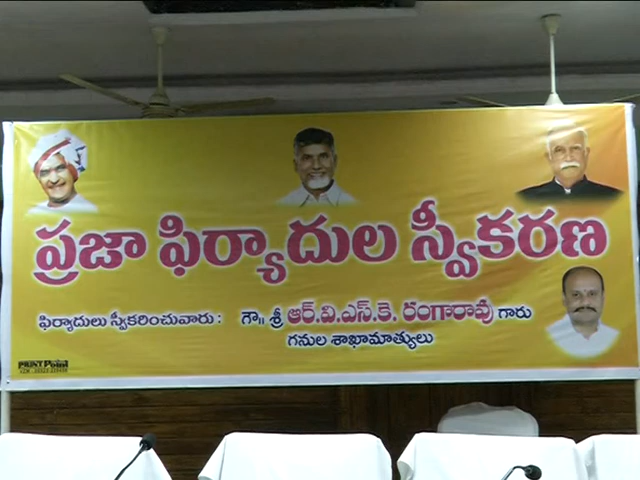 ప్రజా ఫిర్యాదుల స్వీకరణ
ఫిర్యాదులు స్వీకరించువారు : గౌ॥ శ్రీ ఆర్.వి.ఎస్.కె. రంగారావు గారు
గనుల శాఖామాత్యులు
PRINT Point